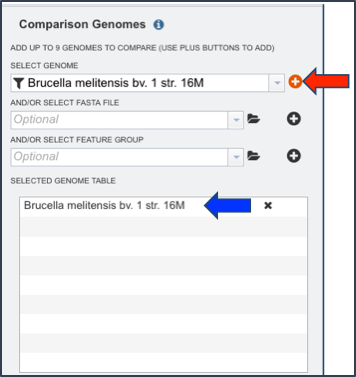 Comparison Genomes
ADD UP TO 9 GENOMES TO COMPARE (USE PLUS BUTTONS TO ADD)
SELECT GENOME
Brucella melitensis bv. 1 str. 16M
AND/OR SELECT FASTA FILE
Optional
AND/OR SELECT FEATURE GROUP
Optional
SELECTED GENOME TABLE
Brucella melitensis bv. 1 str. 16M